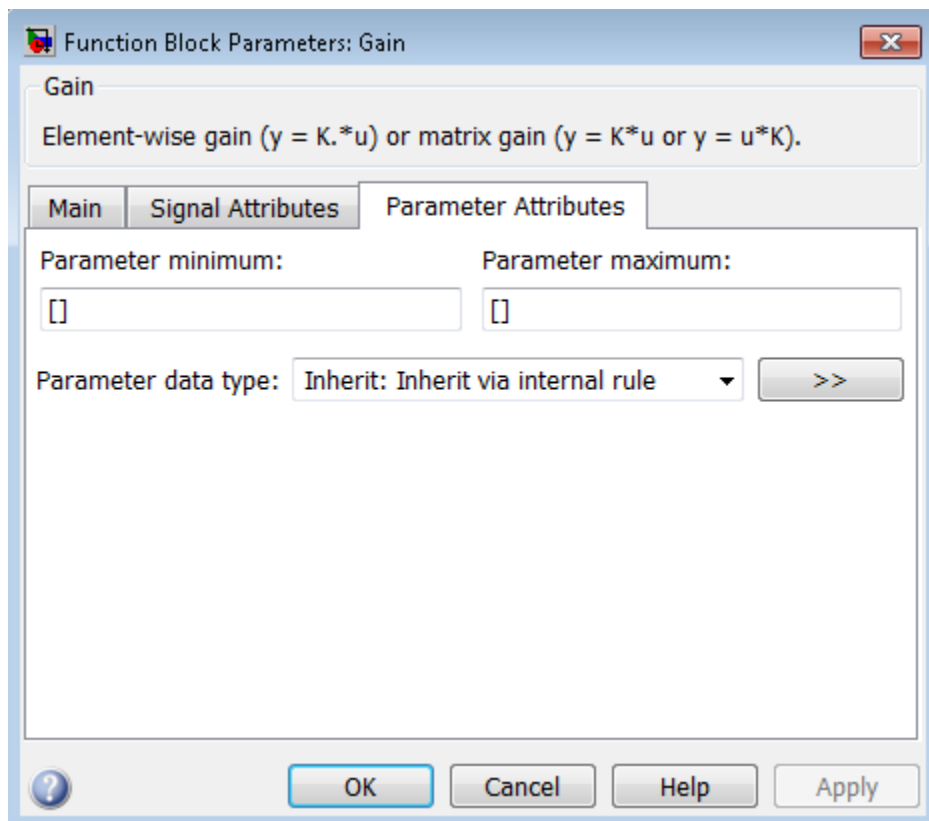 Function Block Parameters: Gain
Gain
Element-wise gain (y = K.*u) or matrix gain (y = K*u or y = u*K).
Main Signal Attributes Parameter Attributes
Parameter minimum: Parameter maximum:
[] []
Parameter data type: Inherit: Inherit via internal rule >>
OK Cancel Help Apply